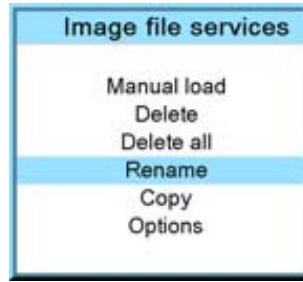 Image file services
Manual load
Delete
Delete all
Rename
Copy
Options